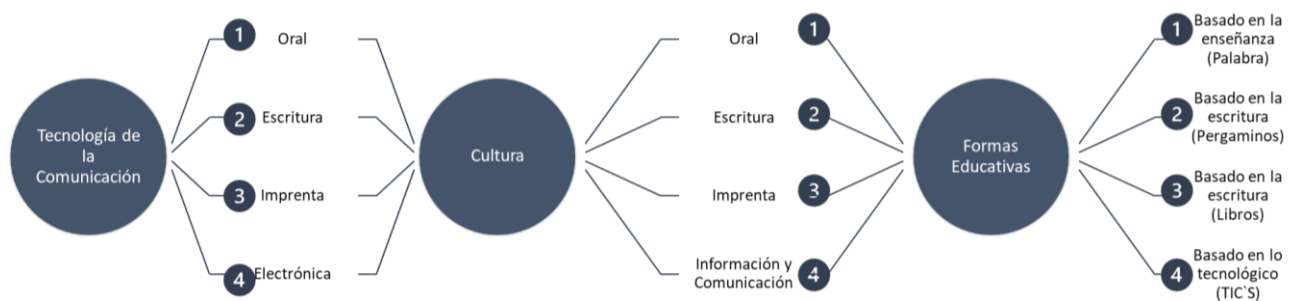 Tecnología de
la
Comunicación
1 Oral
2 Escritura
3 Imprenta
4 Electrónica
Cultura
Oral 1
Escritura 2
Imprenta 3
Información y
Comunicación 4
Formas
Educativas
1 Basado en la
enseñanza
(Palabra)
2 Basado en la
escritura
(Pergaminos)
3 Basado en la
escritura
(Libros)
4 Basado en lo
tecnológico
(TIC`S)